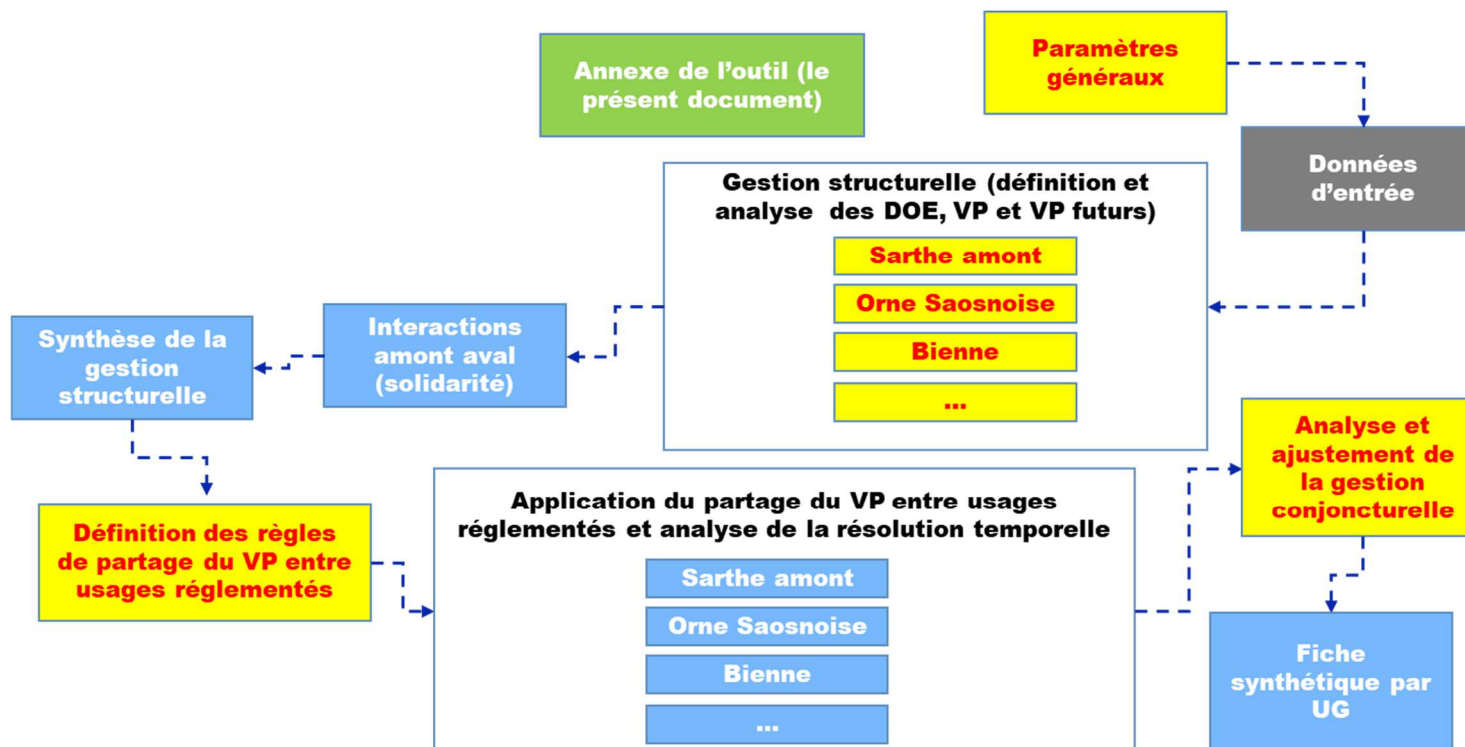 Annexe de l'outil (le
présent document)
Paramètres
généraux
Données
d'entrée
Gestion structurelle (définition et
analyse des DOE, VP et VP futurs)
Sarthe amont
Orne Saosnoise
Bienne
...
Interactions
amont aval
(solidarité)
Synthèse de la
gestion
structurelle
Définition des règles
de partage du VP entre
usages réglementés
Application du partage du VP entre usages
réglementés et analyse de la résolution temporelle
Sarthe amont
Orne Saosnoise
Bienne
...
Analyse et
ajustement de
la gestion
conjoncturelle
Fiche
synthétique par
UG